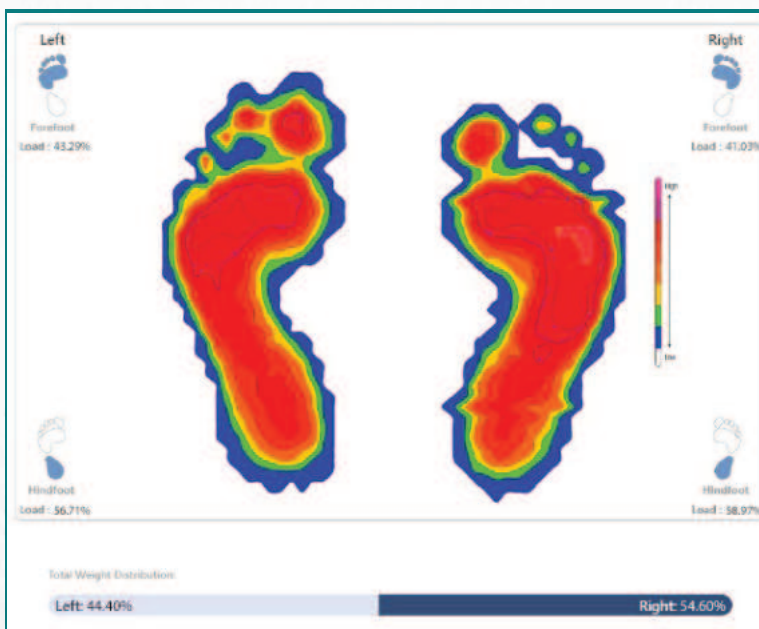 Left
Right
Forefoot
Load : 43.29%
Forefoot
Load : 41.03%
High
Low
Hindfoot
Load : 56.71%
Hindfoot
Load : 58.97%
Total Weight Distribution:
Left: 44.40%
Right: 54.60%